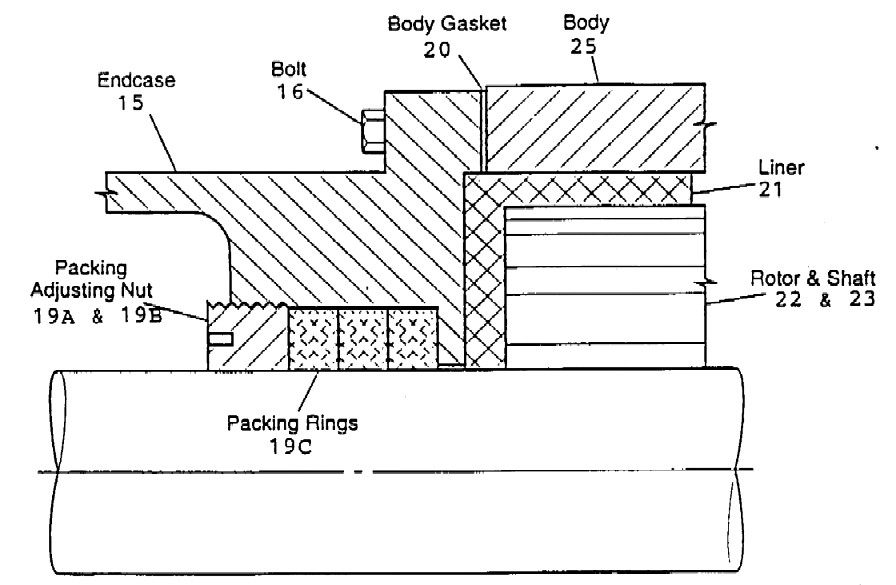 Body Gasket
20
Body
25
Endcase
15
Bolt
16
Liner
21
Packing
Adjusting Nut
19A & 19B
Rotor & Shaft
22 & 23
Packing Rings
19C